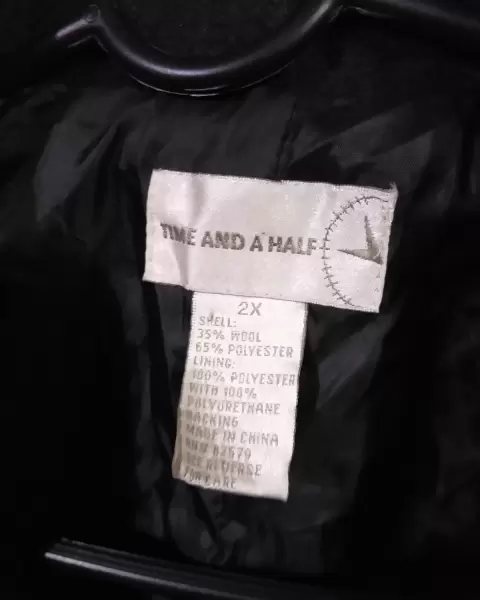 TIME AND A HALF
2X
SHELL:
35% WOOL
65% POLYESTER
LINING:
100% POLYESTER
WITH 100%
POLYURETHANE
BACKING
MADE IN CHINA
RN# 82579
SEE REVERSE
FOR CARE